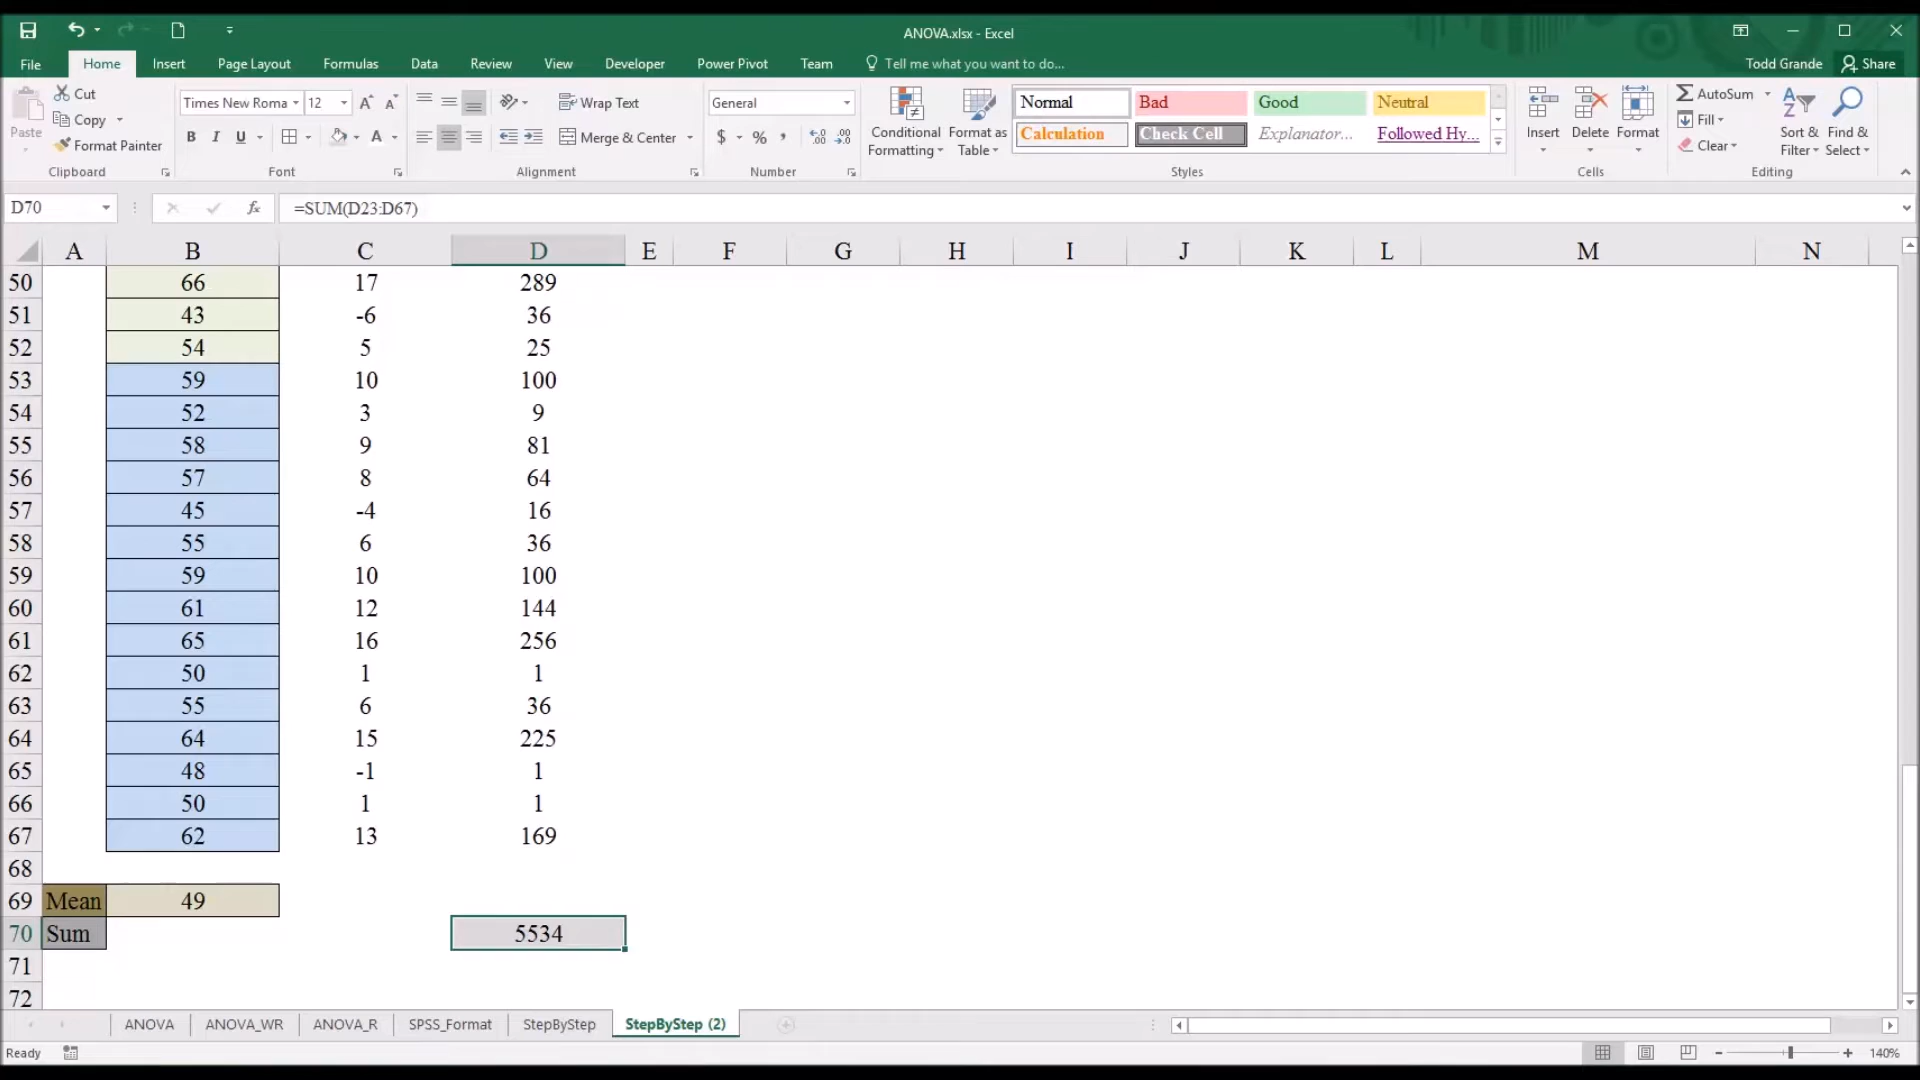 ANOVA.xlsx - Excel
File Home Insert Page Layout Formulas Data Review View Developer Power Pivot Team Tell me what you want to do... Todd Grande Share
Paste
Cut
Copy
Format Painter
Clipboard
Times New Roma 12
B I U
Font
Wrap Text
Merge & Center
Alignment
General
$ % ,
Number
Conditional Formatting
Format as Table
Normal Bad Good Neutral
Calculation Check Cell Explanator... Followed Hy...
Styles
Insert Delete Format
Cells
AutoSum
Fill
Clear
Sort & Filter
Find & Select
Editing
D70 fx =SUM(D23:D67)
A B C D E F G H I J K L M N
50 66 17 289
51 43 -6 36
52 54 5 25
53 59 10 100
54 52 3 9
55 58 9 81
56 57 8 64
57 45 -4 16
58 55 6 36
59 59 10 100
60 61 12 144
61 65 16 256
62 50 1 1
63 55 6 36
64 64 15 225
65 48 -1 1
66 50 1 1
67 62 13 169
68
69 Mean 49
70 Sum 5534
71
72
ANOVA ANOVA_WR ANOVA_R SPSS_Format StepByStep StepByStep (2)
Ready 140%